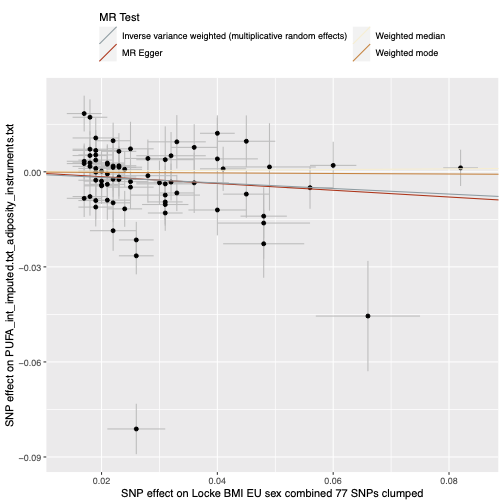 MR Test
Inverse variance weighted (multiplicative random effects)
Weighted median
MR Egger
Weighted mode
SNP effect on PUFA_int_imputed.txt_adiposity_instruments.txt
0.00
−0.03
−0.06
−0.09
0.02
0.04
0.06
0.08
SNP effect on Locke BMI EU sex combined 77 SNPs clumped